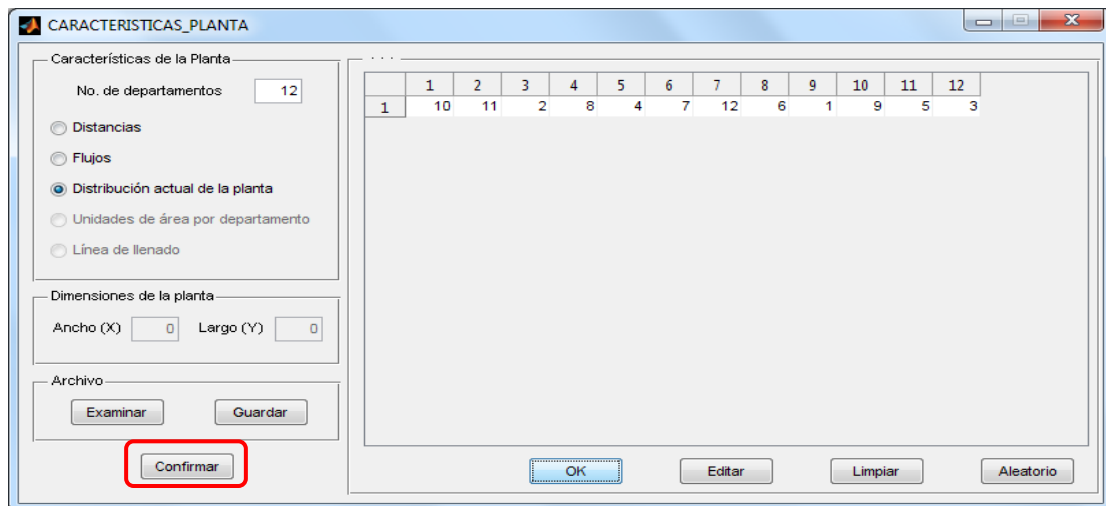 CARACTERISTICAS_PLANTA
Características de la Planta
No. de departamentos 12
Distancias
Flujos
Distribución actual de la planta
Unidades de área por departamento
Línea de llenado
Dimensiones de la planta
Ancho (X) 0 Largo (Y) 0
Archivo
Examinar Guardar
Confirmar
. . .
1 2 3 4 5 6 7 8 9 10 11 12
1 10 11 2 8 4 7 12 6 1 9 5 3
OK Editar Limpiar Aleatorio